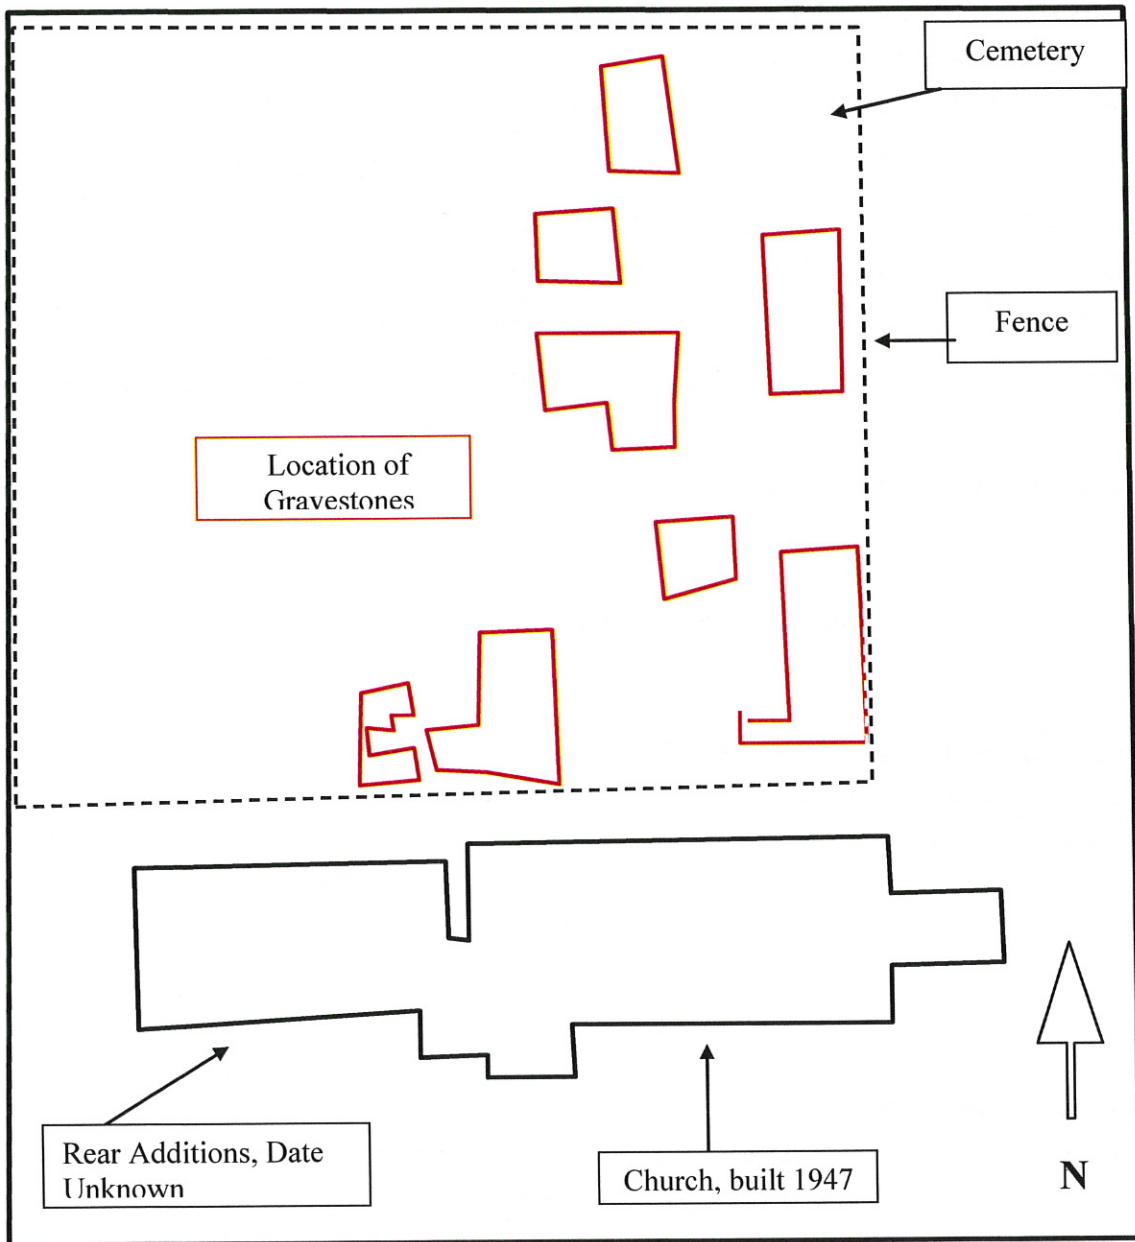 Cemetery
Fence
Location of
Gravestones
Rear Additions, Date
Unknown
Church, built 1947
N